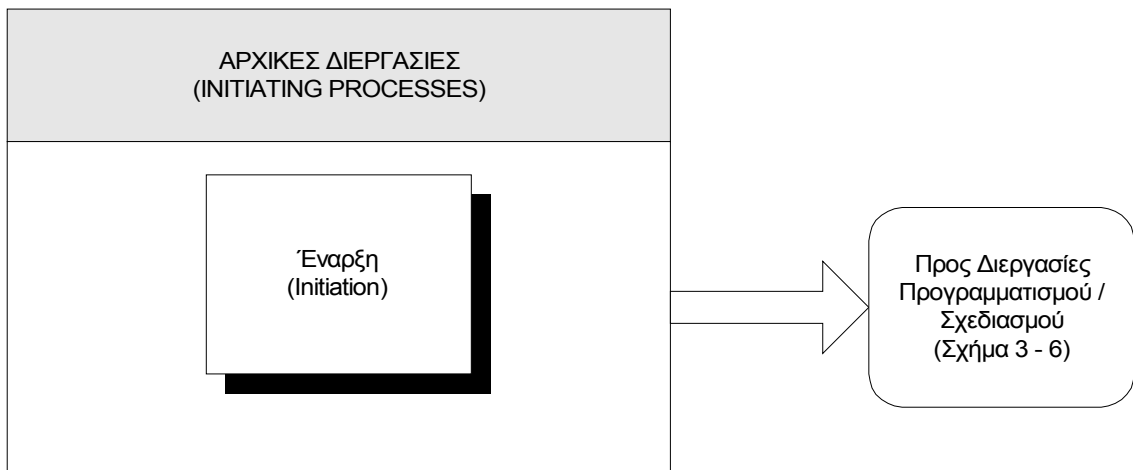 ΑΡΧΙΚΕΣ ΔΙΕΡΓΑΣΙΕΣ
(INITIATING PROCESSES)
Έναρξη
(Initiation)
Προς Διεργασίες
Προγραμματισμού /
Σχεδιασμού
(Σχήμα 3 - 6)